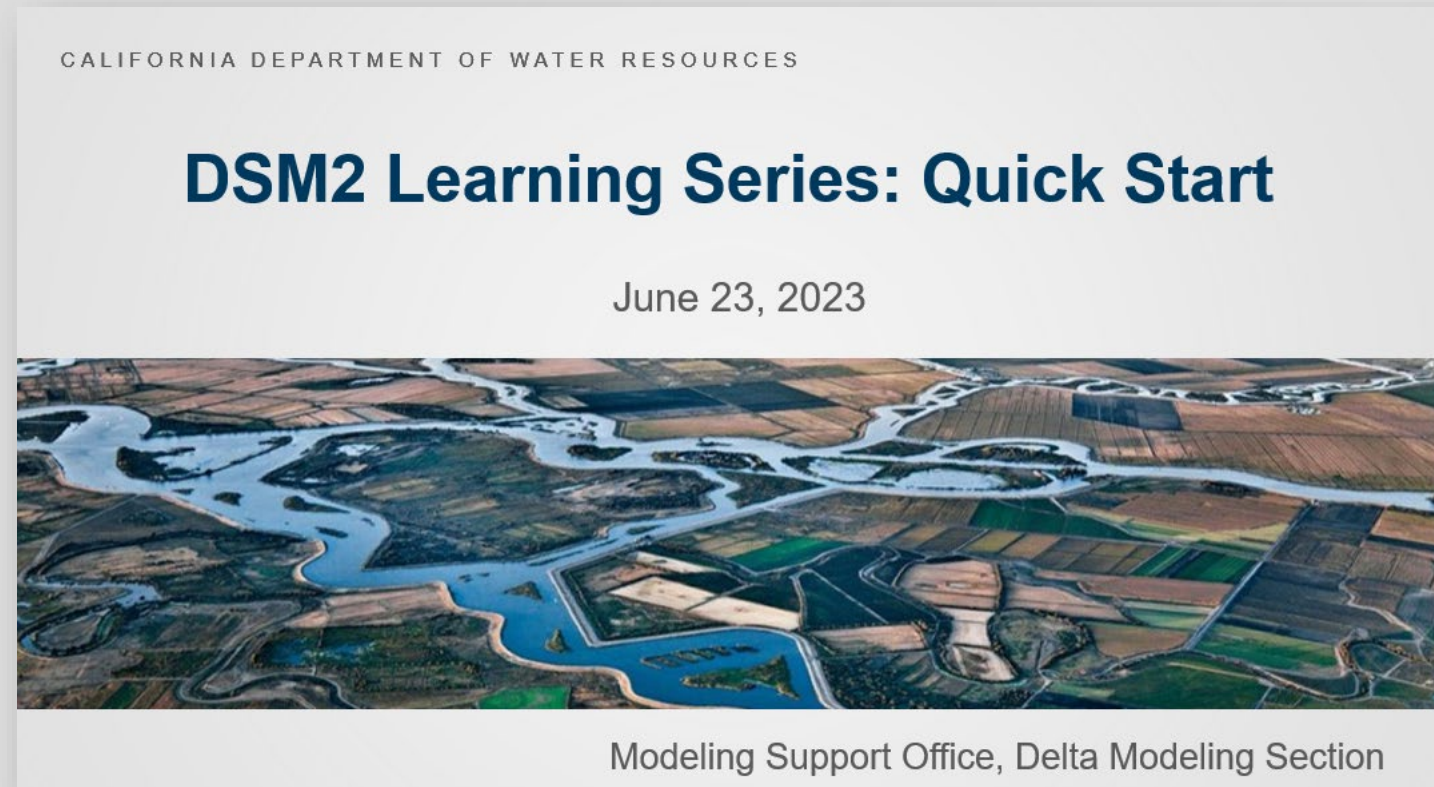 CALIFORNIA DEPARTMENT OF WATER RESOURCES
DSM2 Learning Series: Quick Start
June 23, 2023
Modeling Support Office, Delta Modeling Section